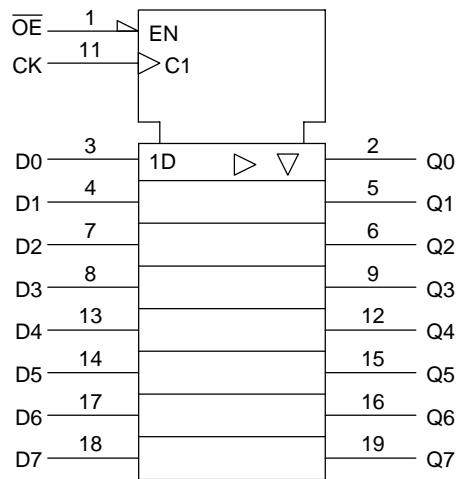 O̅E̅ 1 EN
CK 11 C1
D0 3 1D 2 Q0
D1 4 5 Q1
D2 7 6 Q2
D3 8 9 Q3
D4 13 12 Q4
D5 14 15 Q5
D6 17 16 Q6
D7 18 19 Q7